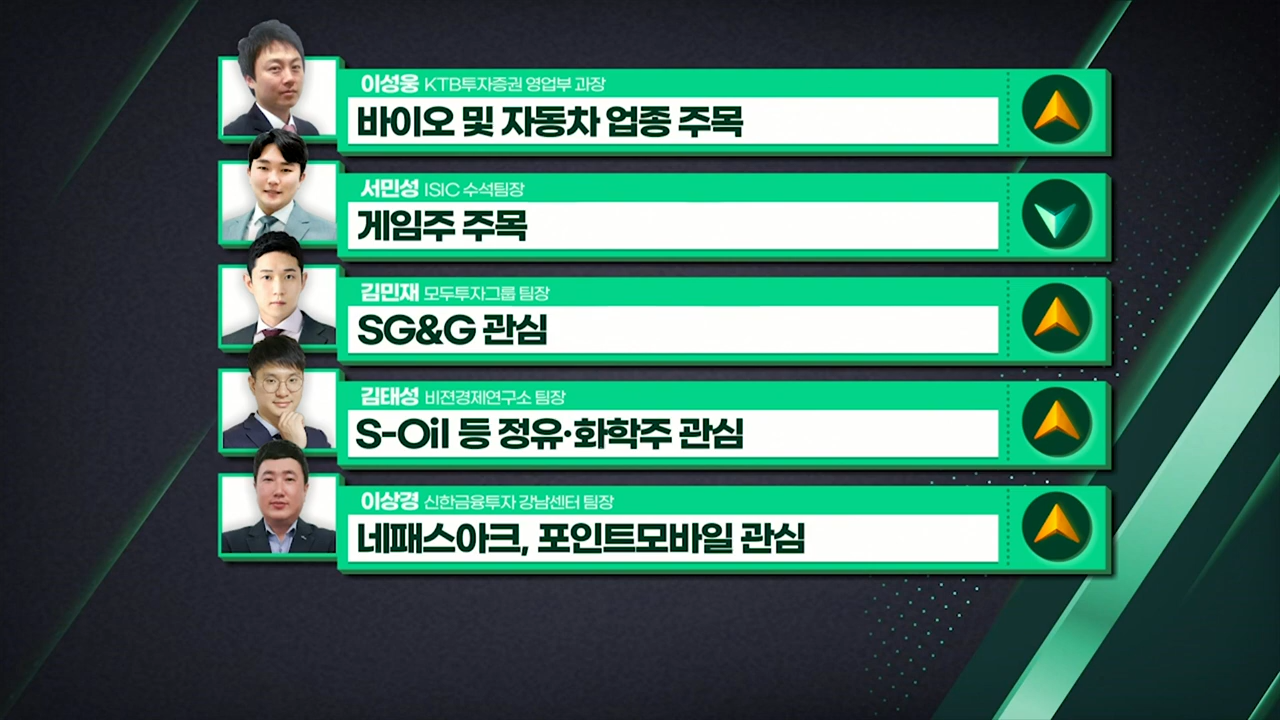 이성웅 KTB투자증권 영업부 과장
바이오 및 자동차 업종 주목
서민성 ISIC 수석팀장
게임주 주목
김민재 모두투자그룹 팀장
SG&G 관심
김태성 비젼경제연구소 팀장
S-Oil 등 정유·화학주 관심
이상경 신한금융투자 강남센터 팀장
네패스아크, 포인트모바일 관심